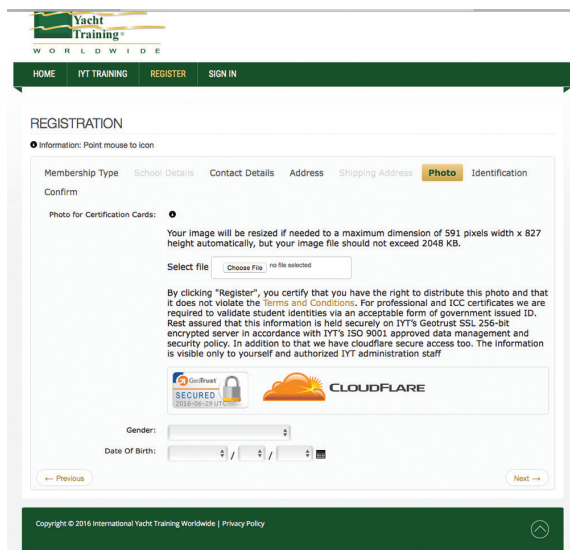 Yacht
Training®
W O R L D W I D E
HOME IYT TRAINING REGISTER SIGN IN
REGISTRATION
Information: Point mouse to icon
Membership Type School Details Contact Details Address Shipping Address Photo Identification
Confirm
Photo for Certification Cards:
Your image will be resized if needed to a maximum dimension of 591 pixels width x 827
height automatically, but your image file should not exceed 2048 KB.
Select file Choose File no file selected
By clicking "Register", you certify that you have the right to distribute this photo and that
it does not violate the Terms and Conditions. For professional and ICC certificates we are
required to validate student identities via an acceptable form of government issued ID.
Rest assured that this information is held securely on IYT's Geotrust SSL 256-bit
encrypted server in accordance with IYT's ISO 9001 approved data management and
security policy. In addition to that we have cloudflare secure access too. The information
is visible only to yourself and authorized IYT administration staff
GeoTrust
SECURED
2016-06-29 UTC
CLOUDFLARE
Gender:
Date Of Birth: / /
← Previous Next →
Copyright © 2016 International Yacht Training Worldwide | Privacy Policy